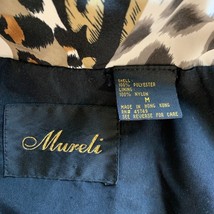 Mureli
SHELL
100% POLYESTER
LINING
100% NYLON
M
MADE IN HONG KONG
SEE REVERSE FOR CARE